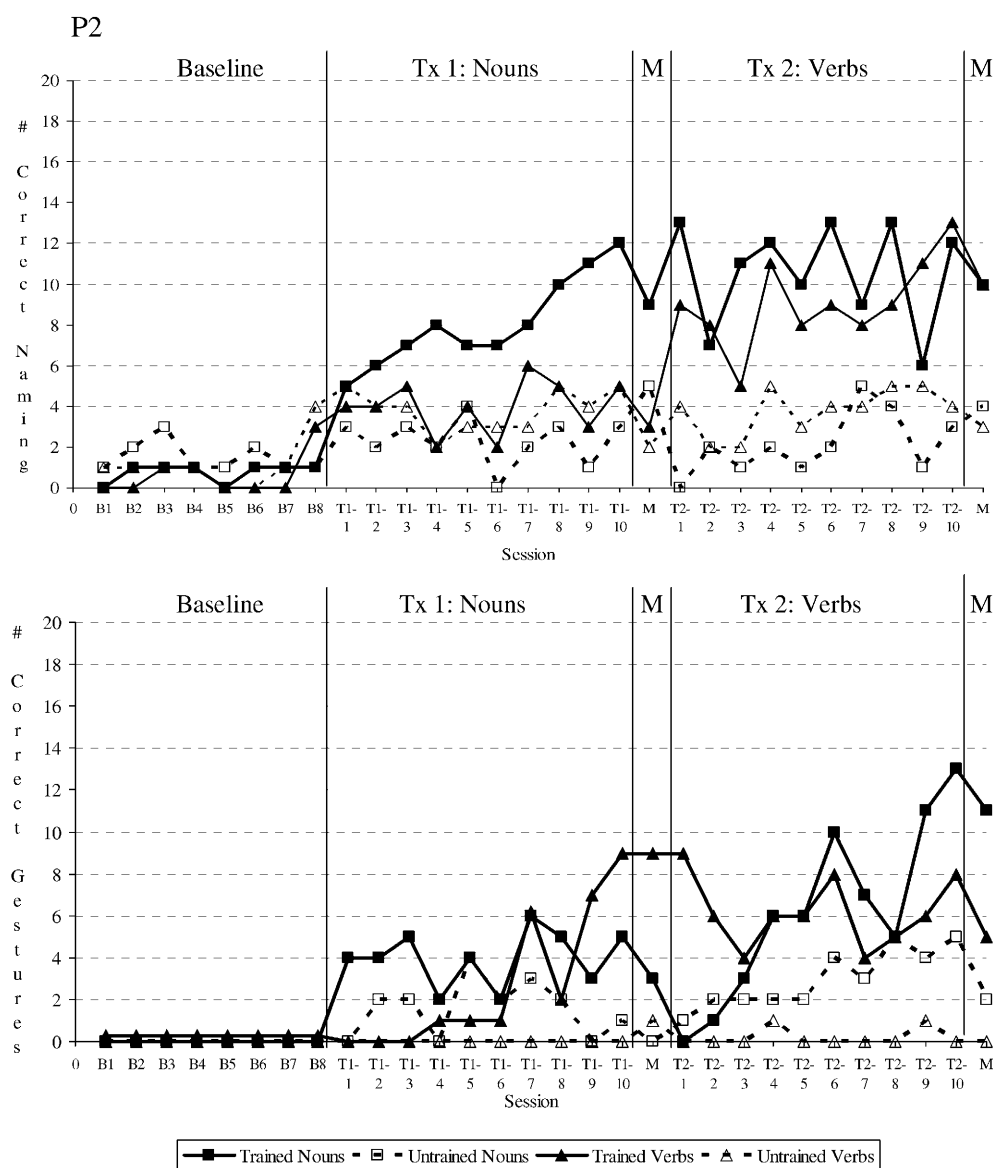 P2
Baseline Tx 1: Nouns M Tx 2: Verbs M
# Correct Naming
20
18
16
14
12
10
8
6
4
2
0
0 B1 B2 B3 B4 B5 B6 B7 B8 T1-1 T1-2 T1-3 T1-4 T1-5 T1-6 T1-7 T1-8 T1-9 T1-10 M T2-1 T2-2 T2-3 T2-4 T2-5 T2-6 T2-7 T2-8 T2-9 T2-10 M
Session
Baseline Tx 1: Nouns M Tx 2: Verbs M
# Correct Gestures
20
18
16
14
12
10
8
6
4
2
0
0 B1 B2 B3 B4 B5 B6 B7 B8 T1-1 T1-2 T1-3 T1-4 T1-5 T1-6 T1-7 T1-8 T1-9 T1-10 M T2-1 T2-2 T2-3 T2-4 T2-5 T2-6 T2-7 T2-8 T2-9 T2-10 M
Session
Trained Nouns Untrained Nouns Trained Verbs Untrained Verbs